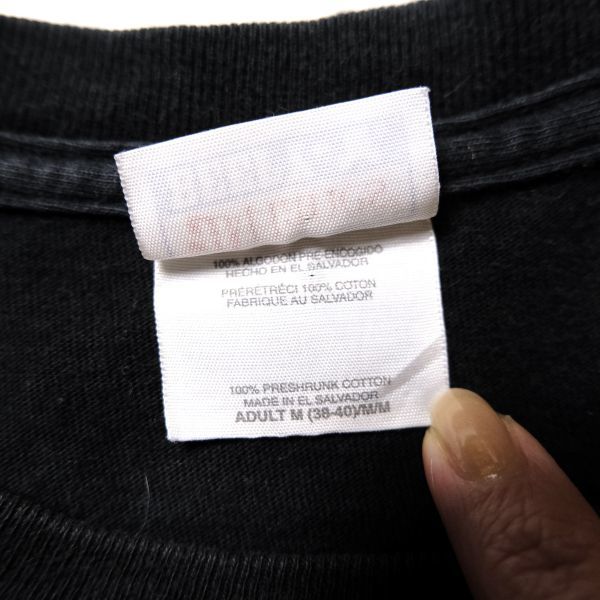 100% ALGODON PRE-ENCOGIDO
HECHO EN EL SALVADOR
PRÉRÉTRÉCI 100% COTON
FABRIQUE AU SALVADOR
100% PRESHRUNK COTTON
MADE IN EL SALVADOR
ADULT M (38-40)/M/M